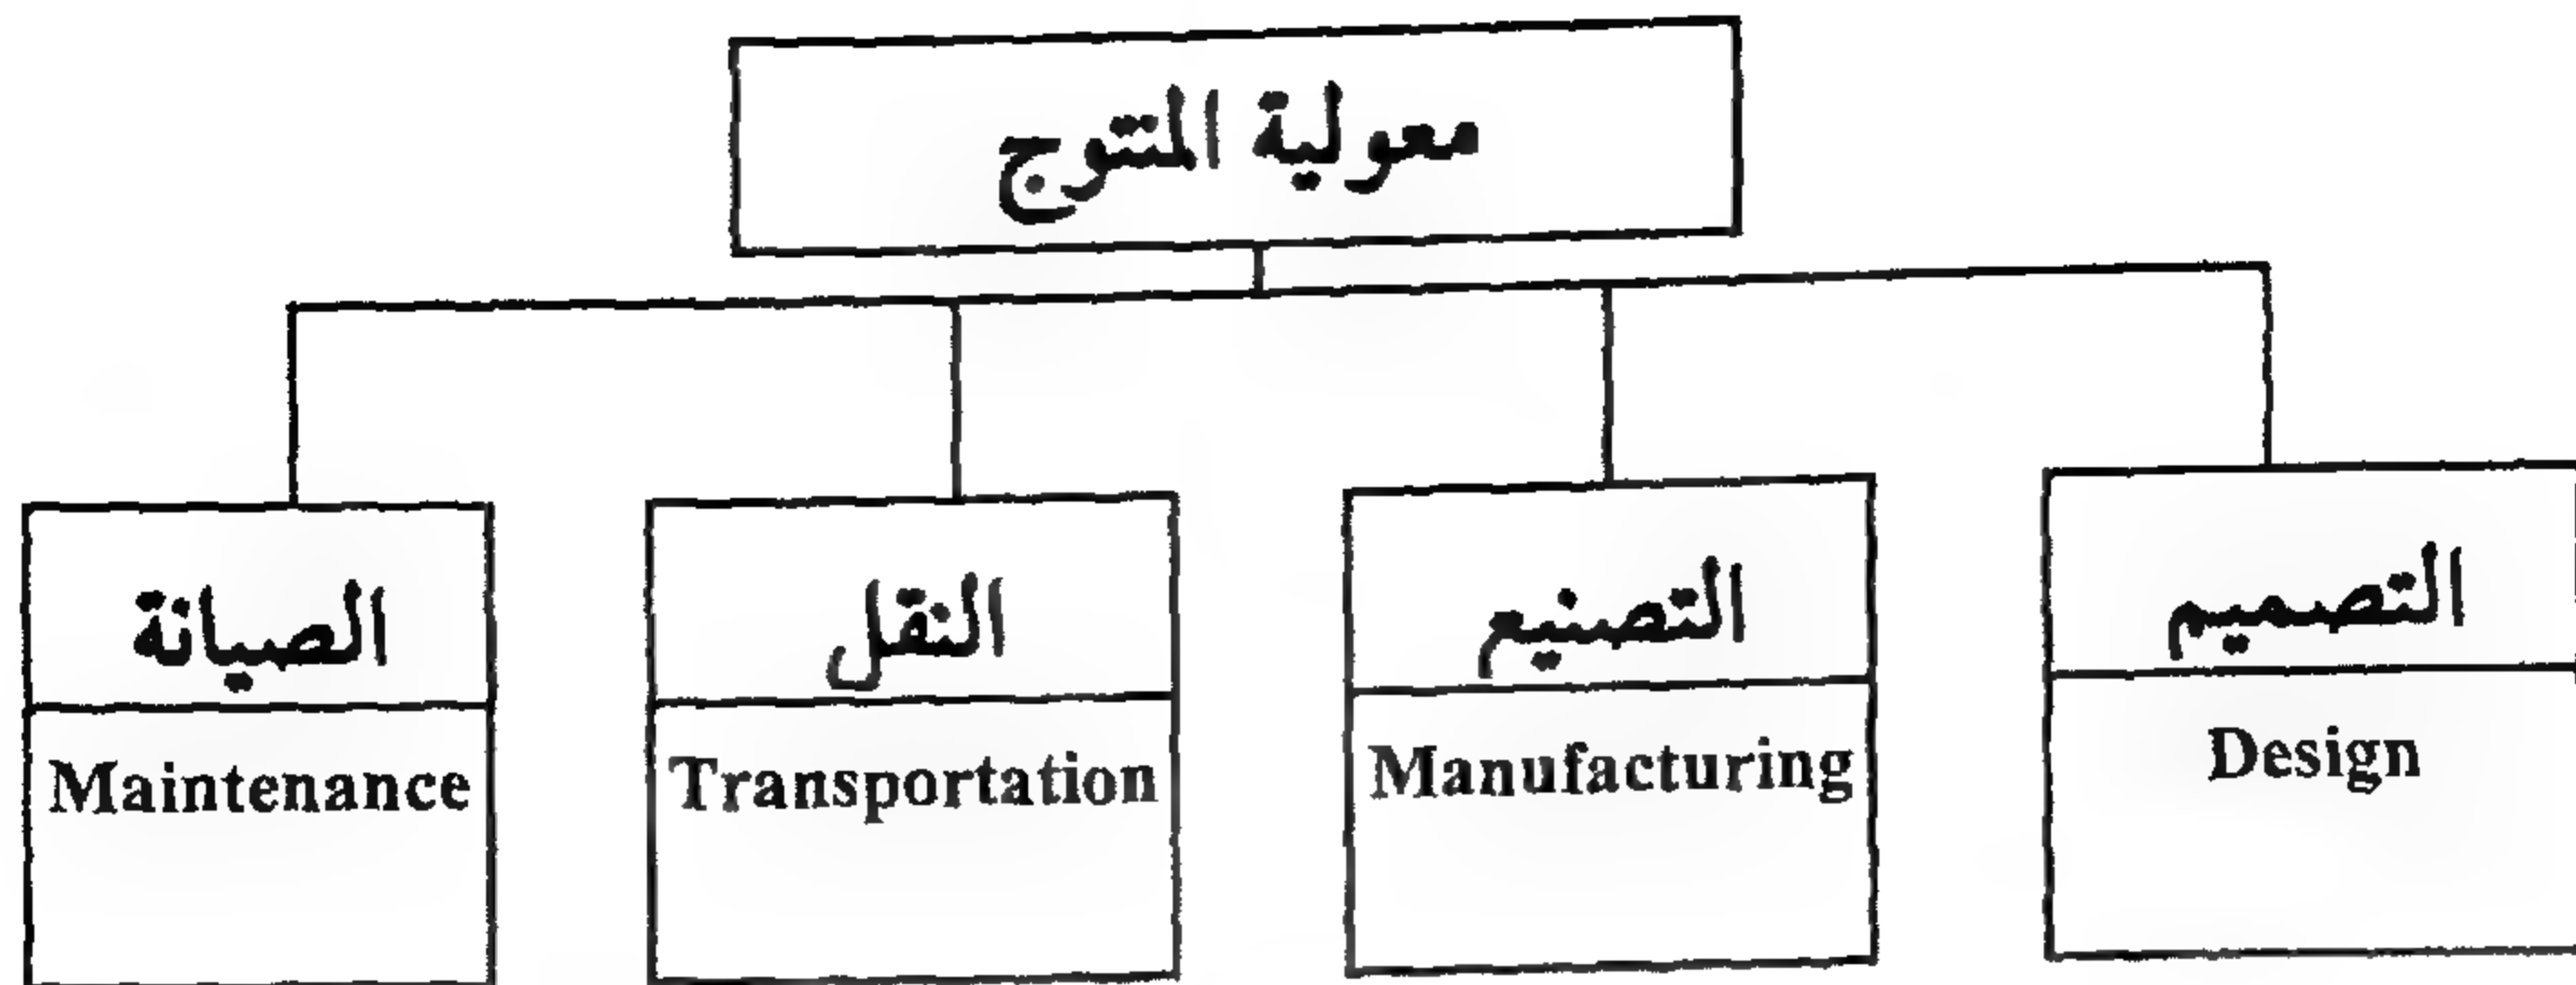 معولية المنتوج
التصميم
Design
التصنيع
Manufacturing
النقل
Transportation
الصيانة
Maintenance